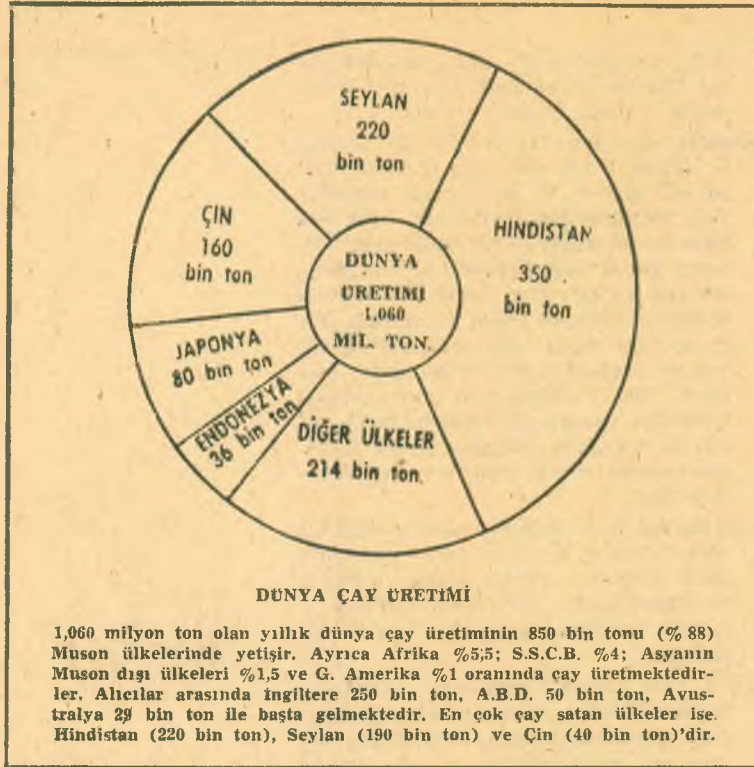 SEYLAN
220
bin ton
HINDISTAN
350
bin ton
ÇIN
160
bin ton
DÜNYA
ÜRETIMI
1,060
MİL. TON.
JAPONYA
80 bin ton
ENDONEZYA
36 bin ton
DİĞER ÜLKELER
214 bin ton.
DÜNYA ÇAY ÜRETİMİ
1,060 milyon ton olan yıllık dünya çay üretiminin 850 bin tonu (% 88)
Muson ülkelerinde yetişir. Ayrıca Afrika %5,5; S.S.C.B. %4; Asyanın
Muson dışı ülkeleri %1,5 ve G. Amerika %1 oranında çay üretmektedir-
ler. Alıcılar arasında İngiltere 250 bin ton, A.B.D. 50 bin ton, Avus-
tralya 29 bin ton ile başta gelmektedir. En çok çay satan ülkeler ise.
Hindistan (220 bin ton), Seylan (190 bin ton) ve Çin (40 bin ton)'dir.